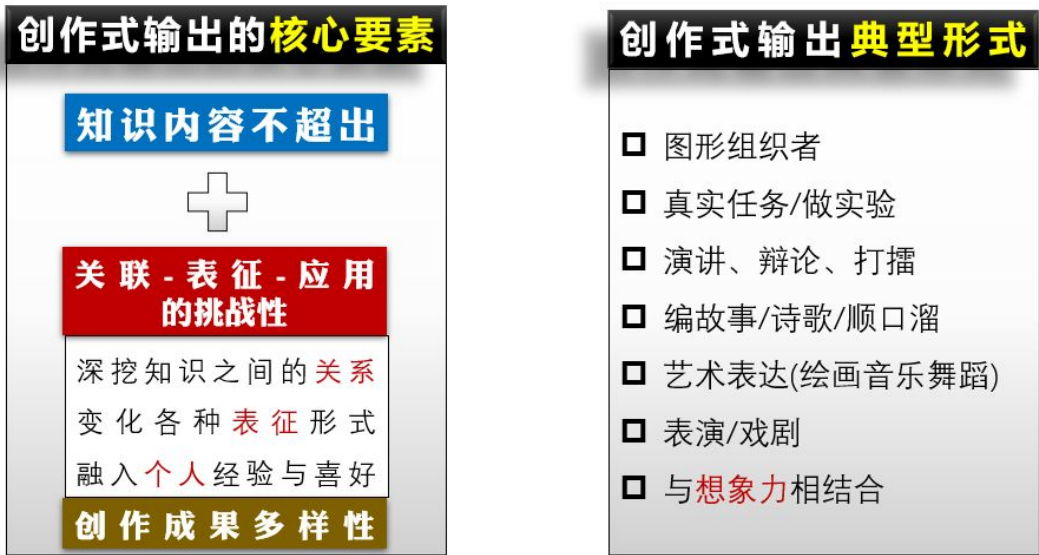 创作式输出的核心要素
知识内容不超出
关联-表征-应用
的挑战性
深挖知识之间的关系
变化各种表征形式
融入个人经验与喜好
创作成果多样性
创作式输出典型形式
图形组织者
真实任务/做实验
演讲、辩论、打擂
编故事/诗歌/顺口溜
艺术表达(绘画音乐舞蹈)
表演/戏剧
与想象力相结合